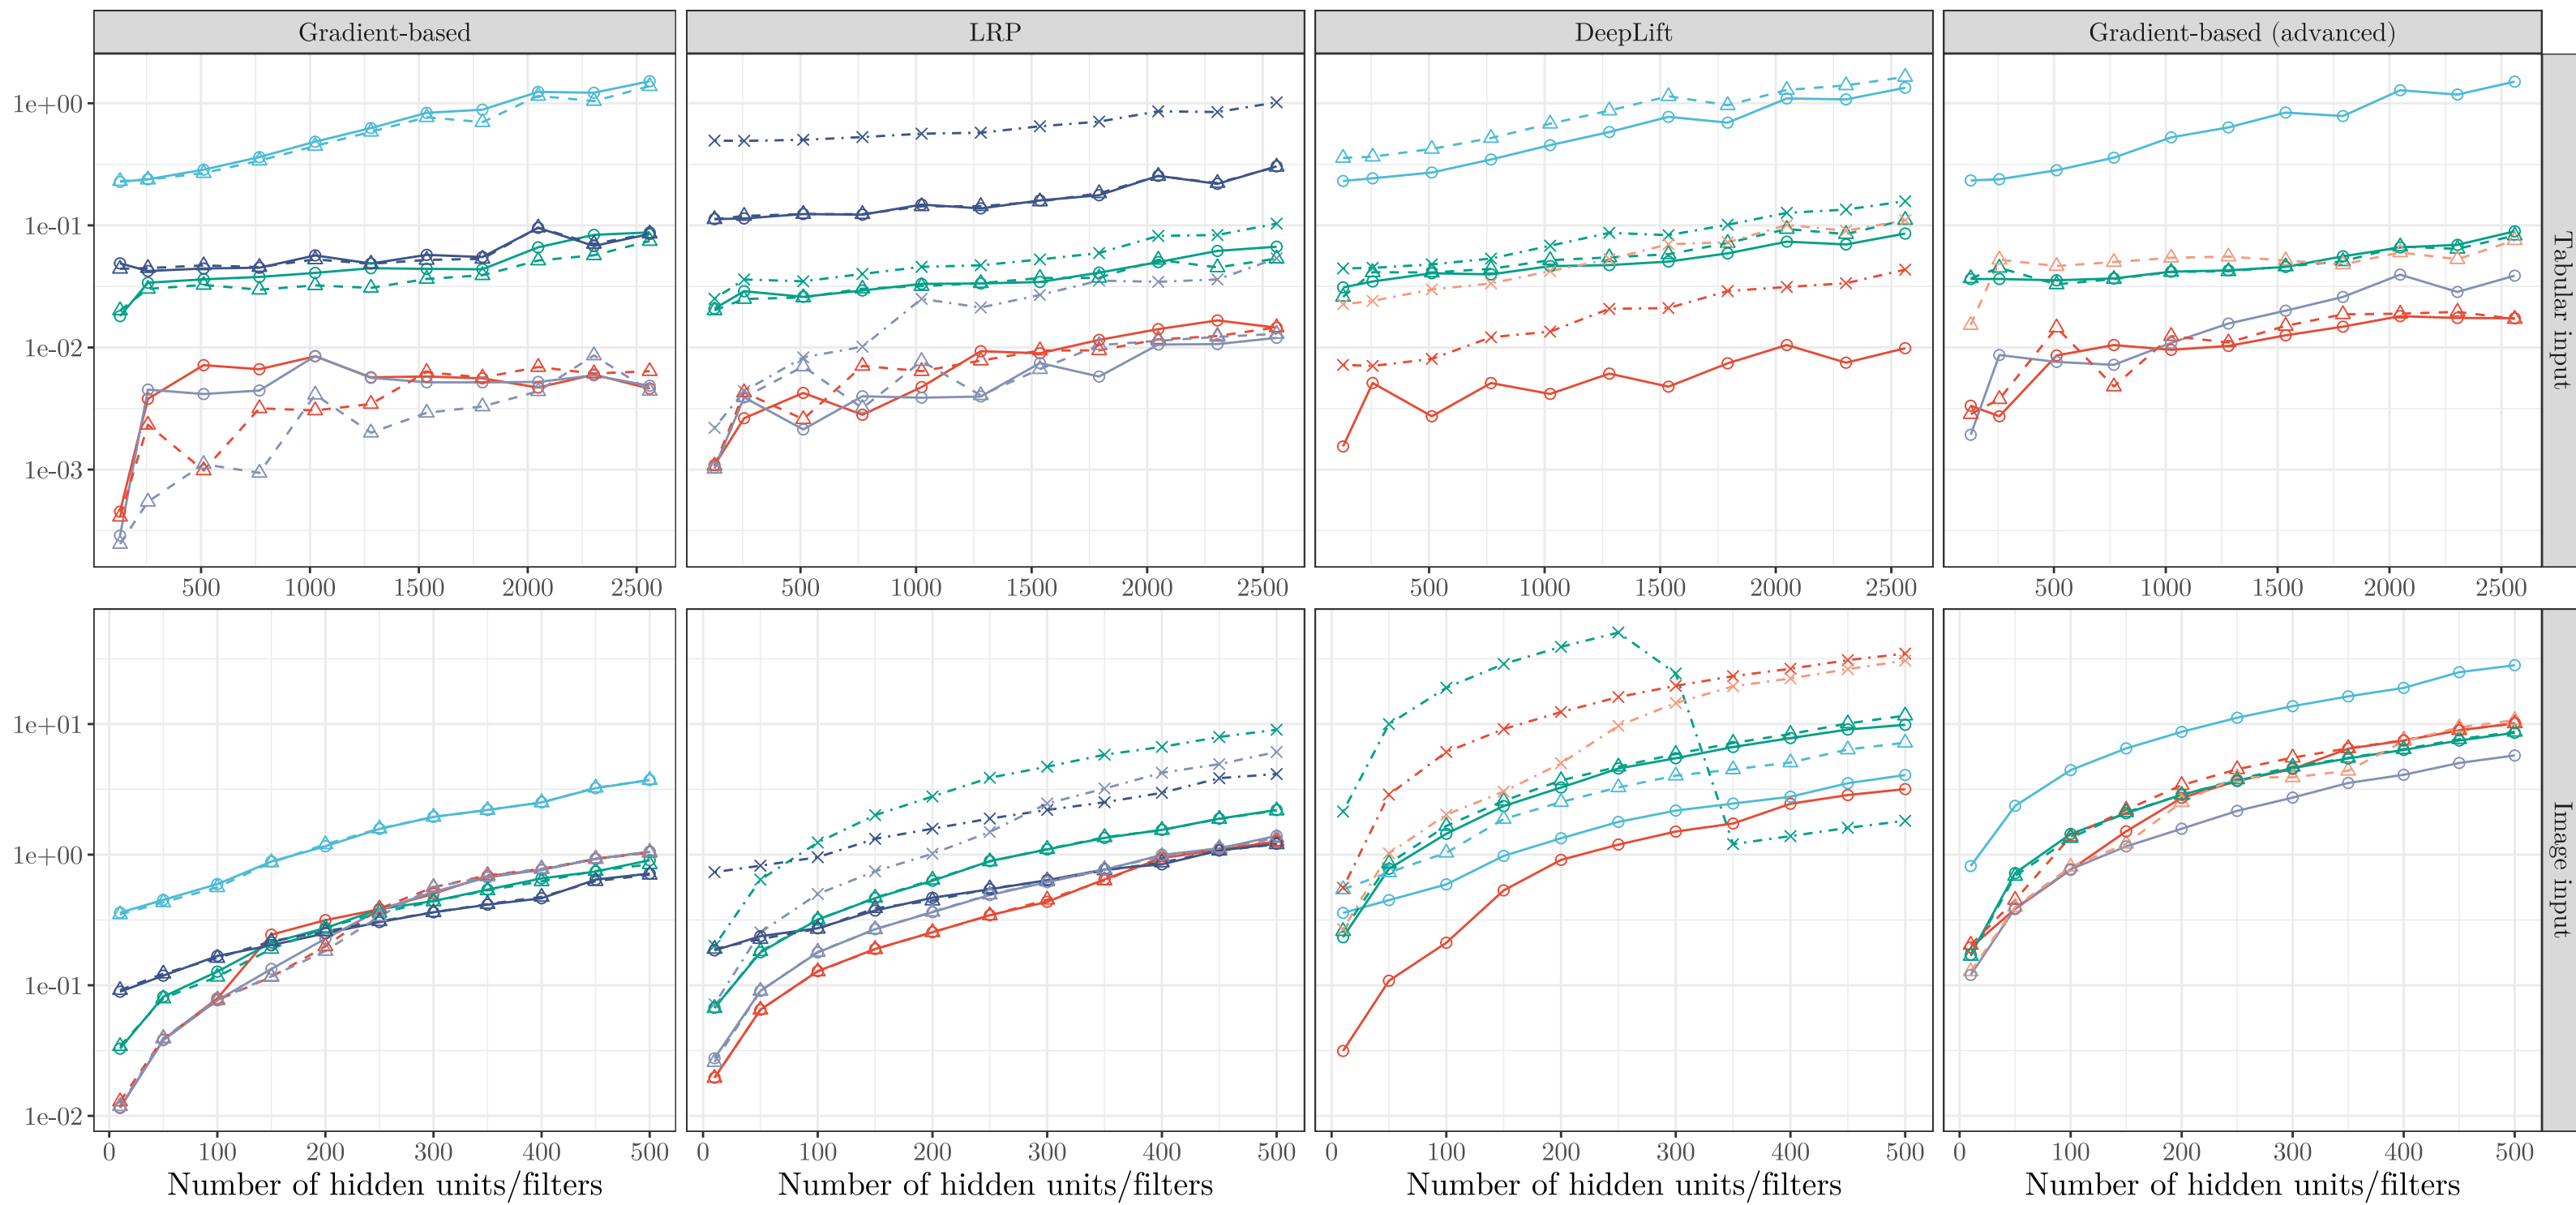 Gradient-based LRP DeepLift Gradient-based (advanced)
1e+00
1e-01
1e-02
1e-03
Tabular input
500 1000 1500 2000 2500 500 1000 1500 2000 2500 500 1000 1500 2000 2500 500 1000 1500 2000 2500
1e+01
1e+00
1e-01
1e-02
Image input
0 100 200 300 400 500 0 100 200 300 400 500 0 100 200 300 400 500 0 100 200 300 400 500
Number of hidden units/filters Number of hidden units/filters Number of hidden units/filters Number of hidden units/filters